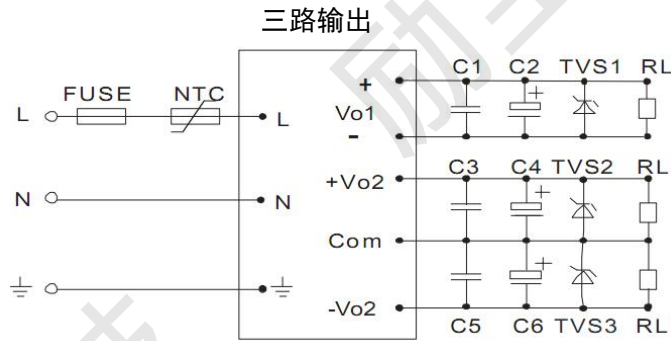 三路输出
C1 C2 TVS1 RL
FUSE NTC
+
L L Vo1
-
C3 C4 TVS2 RL
+Vo2
N N
Com
-Vo2
C5 C6 TVS3 RL